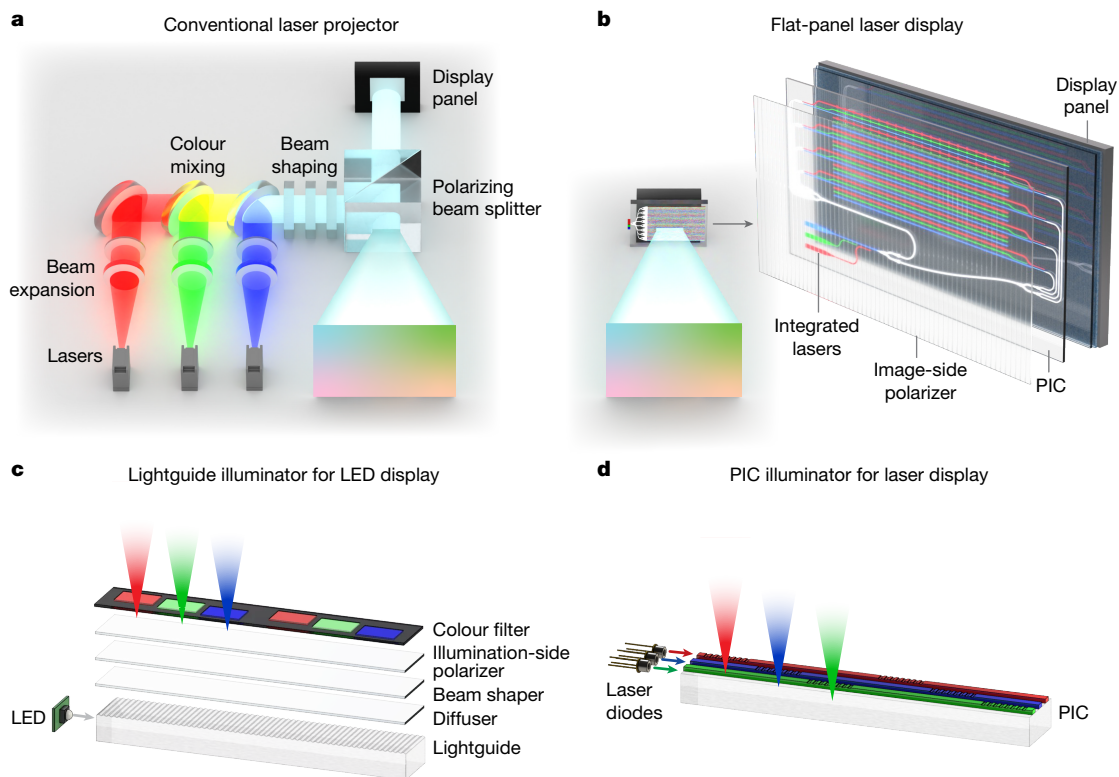 a
Conventional laser projector
Display
panel
Colour
mixing
Beam
shaping
Polarizing
beam splitter
Beam
expansion
Lasers
b
Flat-panel laser display
Display
panel
Integrated
lasers
Image-side
polarizer
PIC
c
Lightguide illuminator for LED display
Colour filter
Illumination-side
polarizer
Beam shaper
Diffuser
LED
Lightguide
d
PIC illuminator for laser display
Laser
diodes
PIC